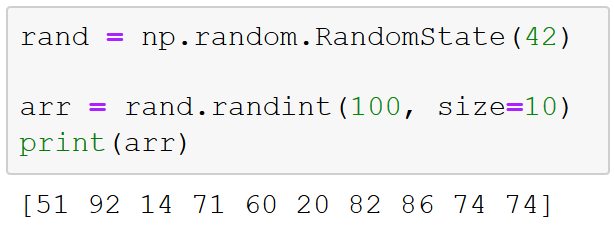 rand = np.random.RandomState(42)
arr = rand.randint(100, size=10)
print(arr)
[51 92 14 71 60 20 82 86 74 74]